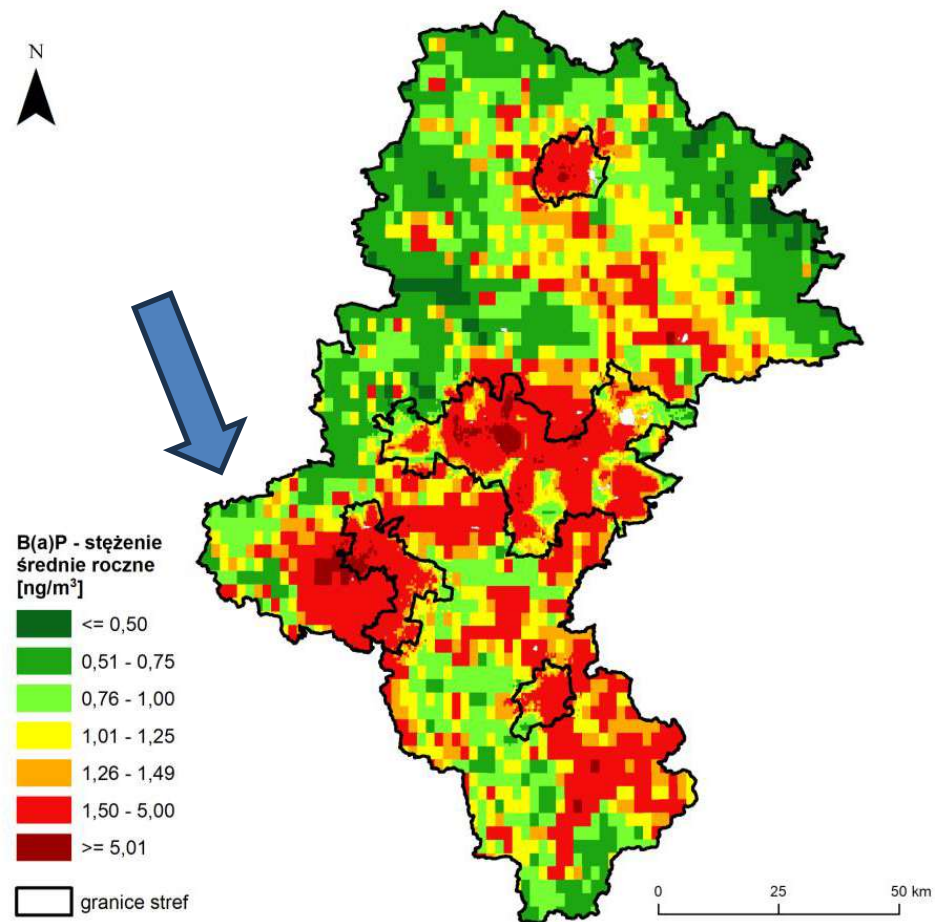 N
B(a)P - stężenie
średnie roczne
[ng/m³]
<= 0,50
0,51 - 0,75
0,76 - 1,00
1,01 - 1,25
1,26 - 1,49
1,50 - 5,00
>= 5,01
granice stref
0 25 50 km